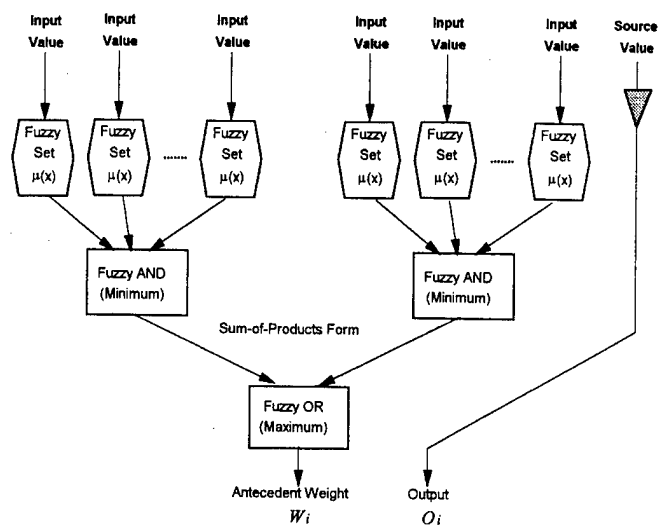 Input Value
Input Value
Input Value
Input Value
Input Value
Input Value
Source Value
Fuzzy Set μ(x)
Fuzzy Set μ(x)
......
Fuzzy Set μ(x)
Fuzzy Set μ(x)
Fuzzy Set μ(x)
......
Fuzzy Set μ(x)
Fuzzy AND
(Minimum)
Fuzzy AND
(Minimum)
Sum-of-Products Form
Fuzzy OR
(Maximum)
Antecedent Weight
Wi
Output
Oi